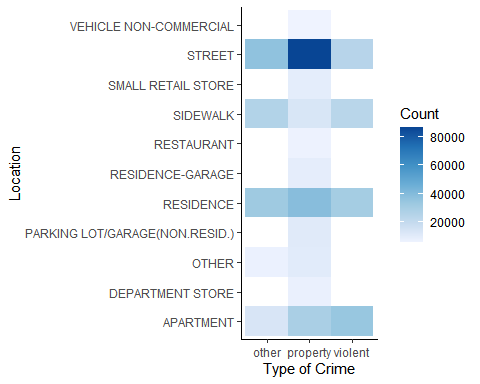 VEHICLE NON-COMMERCIAL
STREET
SMALL RETAIL STORE
SIDEWALK
RESTAURANT
RESIDENCE-GARAGE
RESIDENCE
PARKING LOT/GARAGE(NON.RESID.)
OTHER
DEPARTMENT STORE
APARTMENT
Location
other property violent
Type of Crime
Count
80000
60000
40000
20000